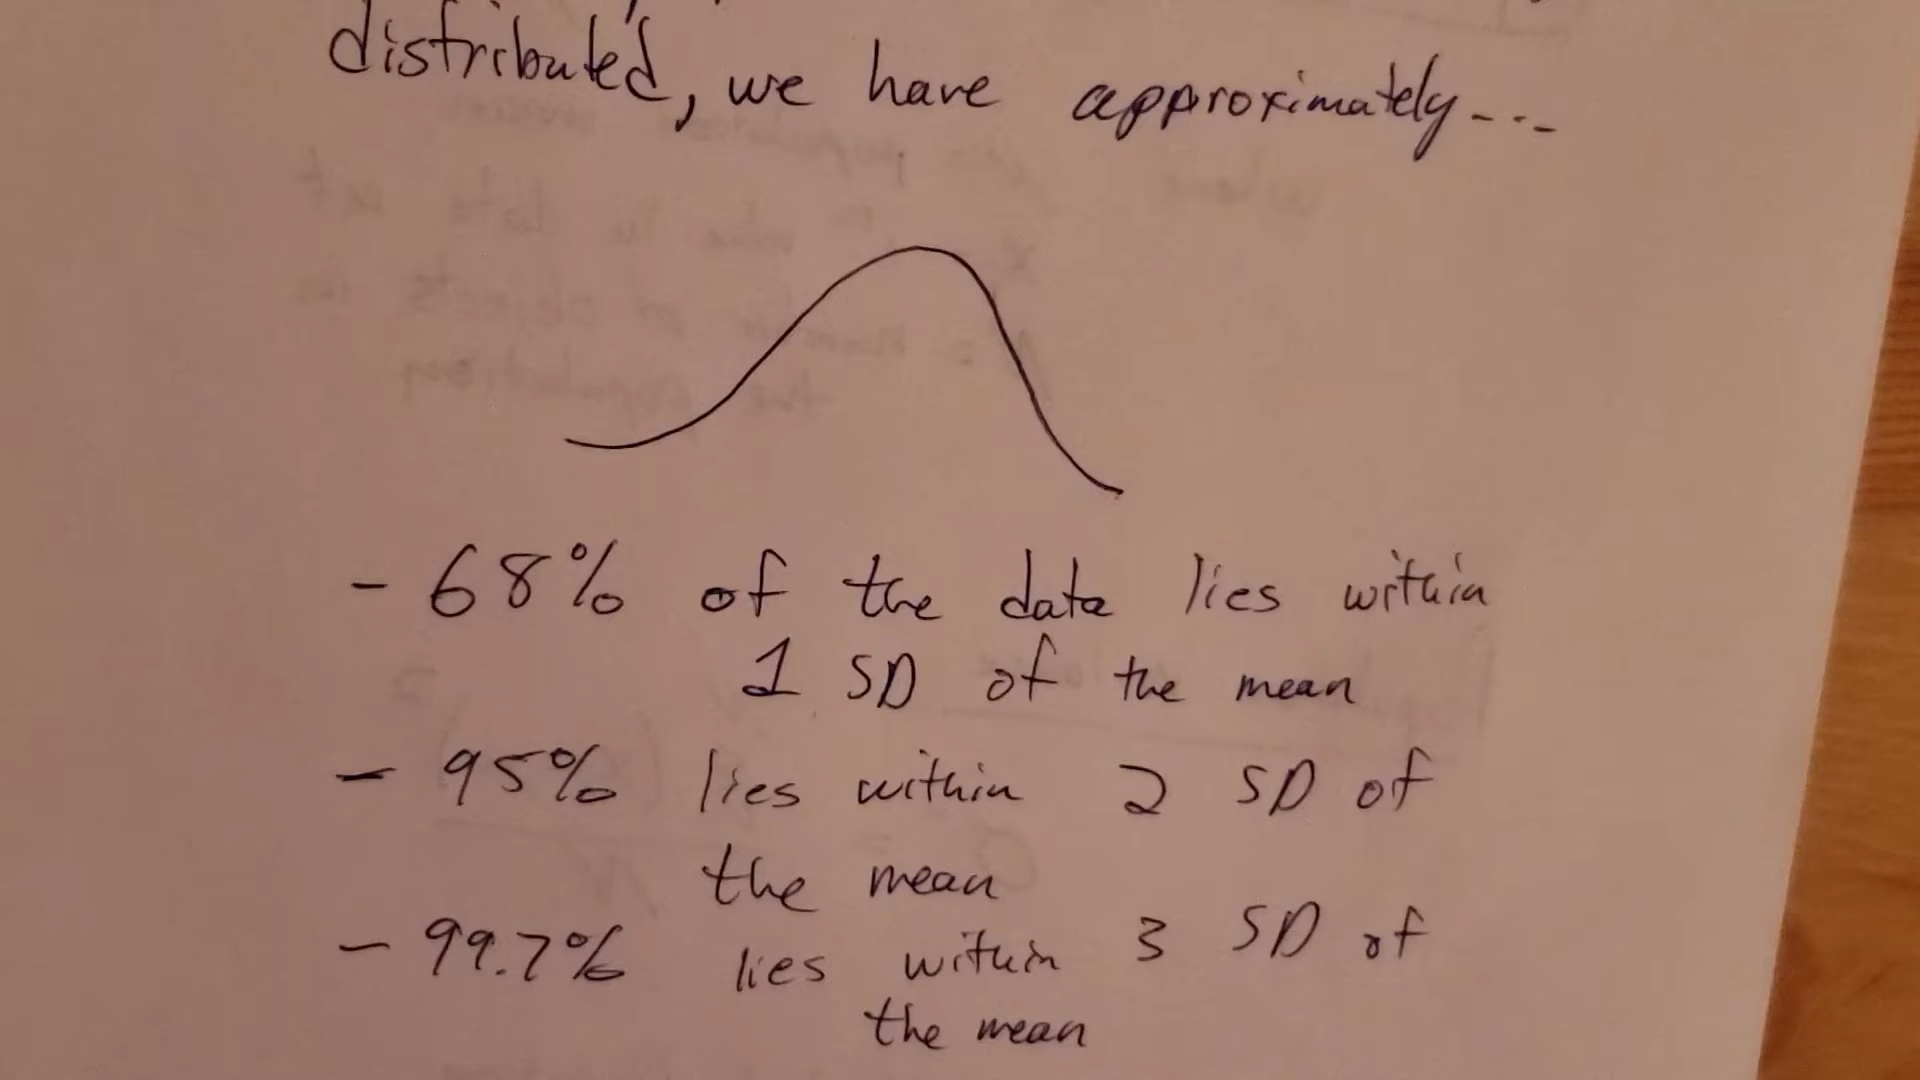 distributed, we have approximately...
- 68% of the data lies within
1 SD of the mean
- 95% lies within 2 SD of
the mean
- 99.7% lies within 3 SD of
the mean